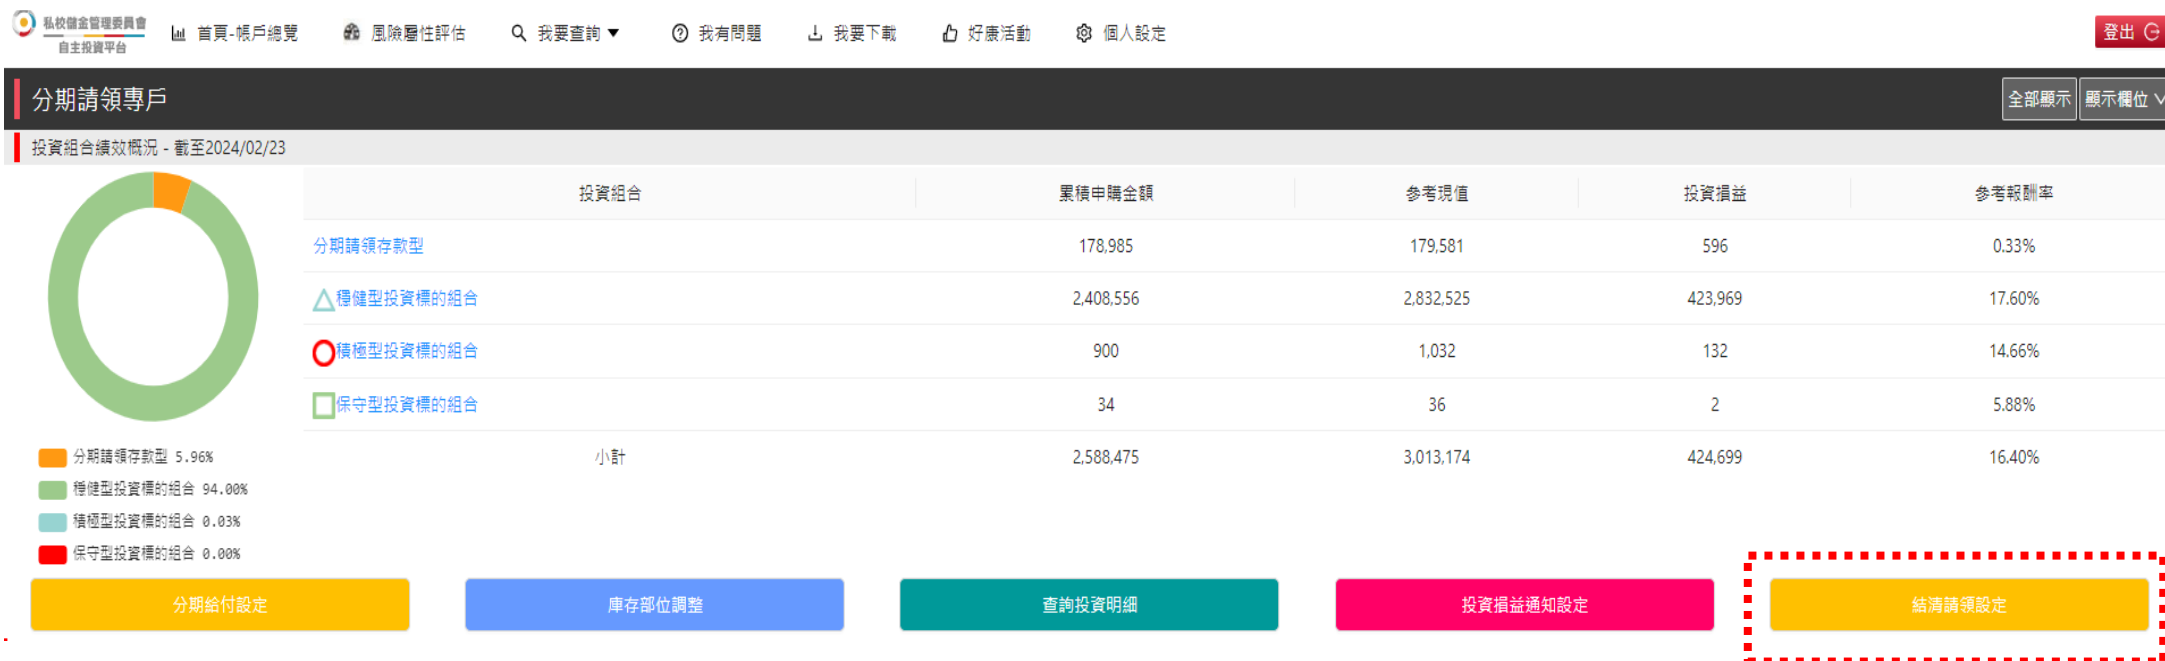 私校儲金管理委員會
自主投資平台
首頁-帳戶總覽 風險屬性評估 我要查詢▼ 我有問題 我要下載 好康活動 個人設定 登出
分期請領專戶 全部顯示 顯示欄位
投資組合績效概況 - 截至2024/02/23
投資組合 累積申購金額 參考現值 投資損益 參考報酬率
分期請領存款型 178,985 179,581 596 0.33%
穩健型投資標的組合 2,408,556 2,832,525 423,969 17.60%
積極型投資標的組合 900 1,032 132 14.66%
保守型投資標的組合 34 36 2 5.88%
小計 2,588,475 3,013,174 424,699 16.40%
分期請領存款型 5.96%
穩健型投資標的組合 94.00%
積極型投資標的組合 0.03%
保守型投資標的組合 0.00%
分期給付設定 庫存部位調整 查詢投資明細 投資損益通知設定 結清請領設定